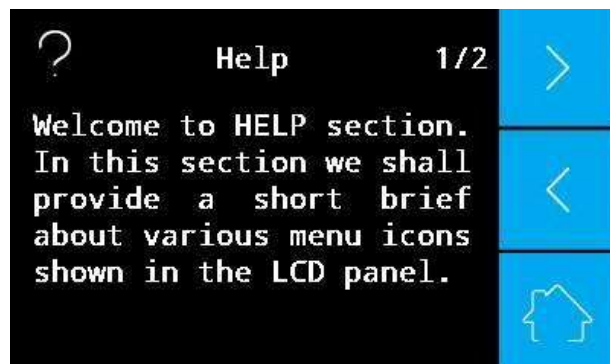 ? Help 1/2
Welcome to HELP section.
In this section we shall
provide a short brief
about various menu icons
shown in the LCD panel.